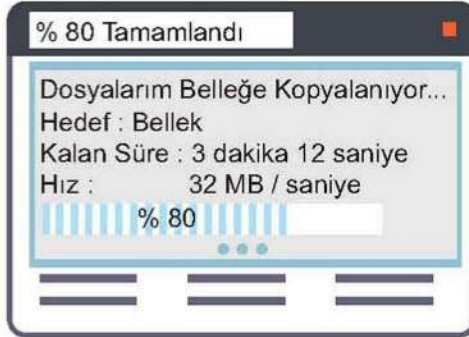 % 80 Tamamlandı
Dosyalarım Belleğe Kopyalanıyor...
Hedef : Bellek
Kalan Süre : 3 dakika 12 saniye
Hız : 32 MB / saniye
% 80